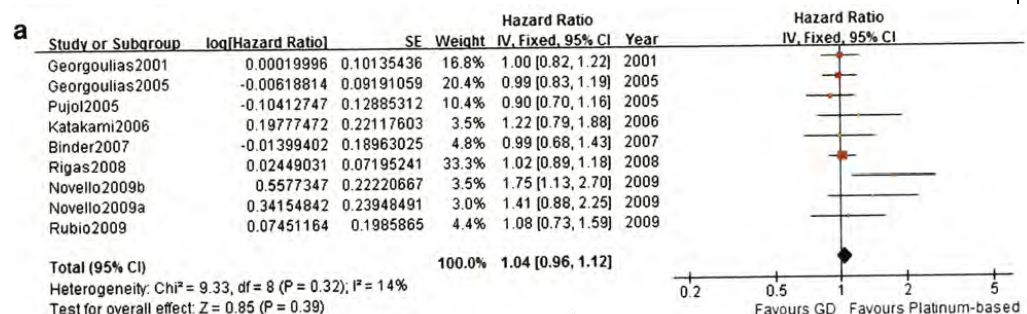 a
Hazard Ratio Hazard Ratio
Study or Subgroup log[Hazard Ratio] SE Weight IV, Fixed, 95% CI Year IV, Fixed, 95% CI
Georgoulias2001 0.00019996 0.10135436 16.8% 1.00 [0.82, 1.22] 2001
Georgoulias2005 -0.00618814 0.09191059 20.4% 0.99 [0.83, 1.19] 2005
Pujol2005 -0.10412747 0.12885312 10.4% 0.90 [0.70, 1.16] 2005
Katakami2006 0.19777472 0.22117603 3.5% 1.22 [0.79, 1.88] 2006
Binder2007 -0.01399402 0.18963025 4.8% 0.99 [0.68, 1.43] 2007
Rigas2008 0.02449031 0.07195241 33.3% 1.02 [0.89, 1.18] 2008
Novello2009b 0.5577347 0.22220667 3.5% 1.75 [1.13, 2.70] 2009
Novello2009a 0.34154842 0.23948491 3.0% 1.41 [0.88, 2.25] 2009
Rubio2009 0.07451164 0.1985865 4.4% 1.08 [0.73, 1.59] 2009
Total (95% CI) 100.0% 1.04 [0.96, 1.12]
Heterogeneity: Chi² = 9.33, df = 8 (P = 0.32); I² = 14%
Test for overall effect: Z = 0.85 (P = 0.39)
0.2 0.5 1 2 5
Favours GD Favours Platinum-based